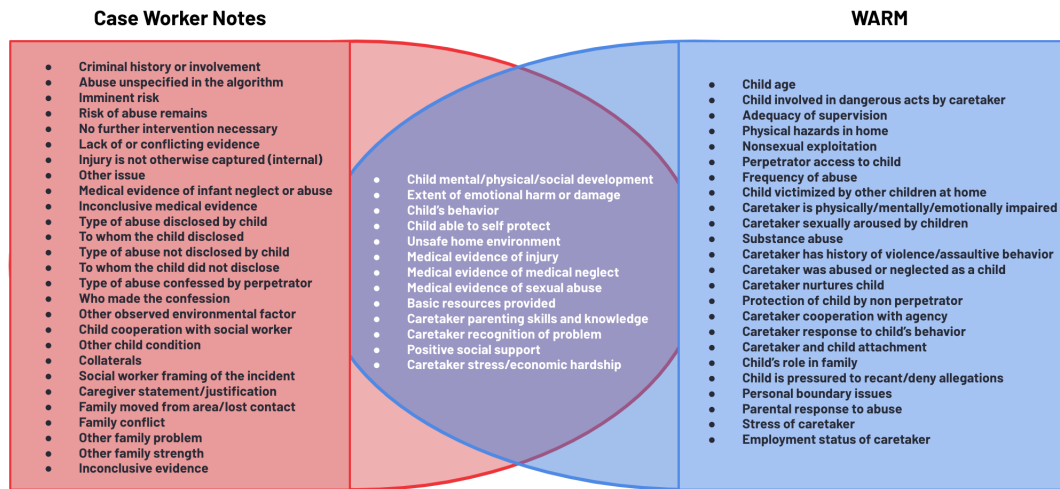 Case Worker Notes
WARM
● Criminal history or involvement
● Abuse unspecified in the algorithm
● Imminent risk
● Risk of abuse remains
● No further intervention necessary
● Lack of or conflicting evidence
● Injury is not otherwise captured (internal)
● Other issue
● Medical evidence of infant neglect or abuse
● Inconclusive medical evidence
● Type of abuse disclosed by child
● To whom the child disclosed
● Type of abuse not disclosed by child
● To whom the child did not disclose
● Type of abuse confessed by perpetrator
● Who made the confession
● Other observed environmental factor
● Child cooperation with social worker
● Other child condition
● Collaterals
● Social worker framing of the incident
● Caregiver statement/justification
● Family moved from area/lost contact
● Family conflict
● Other family problem
● Other family strength
● Inconclusive evidence
● Child mental/physical/social development
● Extent of emotional harm or damage
● Child's behavior
● Child able to self protect
● Unsafe home environment
● Medical evidence of injury
● Medical evidence of medical neglect
● Medical evidence of sexual abuse
● Basic resources provided
● Caretaker parenting skills and knowledge
● Caretaker recognition of problem
● Positive social support
● Caretaker stress/economic hardship
● Child age
● Child involved in dangerous acts by caretaker
● Adequacy of supervision
● Physical hazards in home
● Nonsexual exploitation
● Perpetrator access to child
● Frequency of abuse
● Child victimized by other children at home
● Caretaker is physically/mentally/emotionally impaired
● Caretaker sexually aroused by children
● Substance abuse
● Caretaker has history of violence/assaultive behavior
● Caretaker was abused or neglected as a child
● Caretaker nurtures child
● Protection of child by non perpetrator
● Caretaker cooperation with agency
● Caretaker response to child's behavior
● Caretaker and child attachment
● Child's role in family
● Child is pressured to recant/deny allegations
● Personal boundary issues
● Parental response to abuse
● Stress of caretaker
● Employment status of caretaker